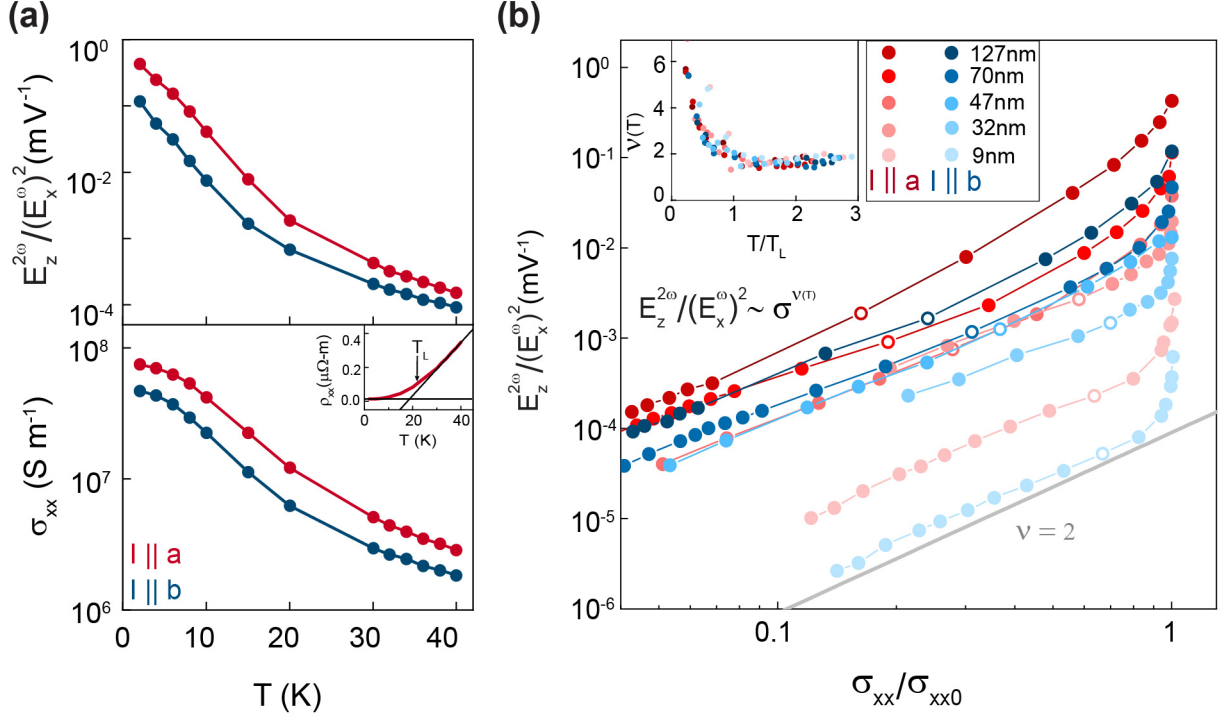 (a)
10^0
10^-2
10^-4
E_z^2ω/(E_x^ω)^2 (mV^-1)
10^8
10^7
10^6
σ_xx (S m^-1)
I || a
I || b
0.4
0.2
0.0
ρ_xx(μΩ-m)
T_L
0
20
40
T (K)
0
10
20
30
40
T (K)
(b)
10^0
10^-1
10^-2
10^-3
10^-4
10^-5
10^-6
E_z^2ω/(E_x^ω)^2 (mV^-1)
6
4
2
0
ν(T)
0
1
2
3
T/T_L
127nm
70nm
47nm
32nm
9nm
I || a
I || b
E_z^2ω/(E_x^ω)^2 ~ σ^ν(T)
ν = 2
0.1
1
σ_xx/σ_xx0